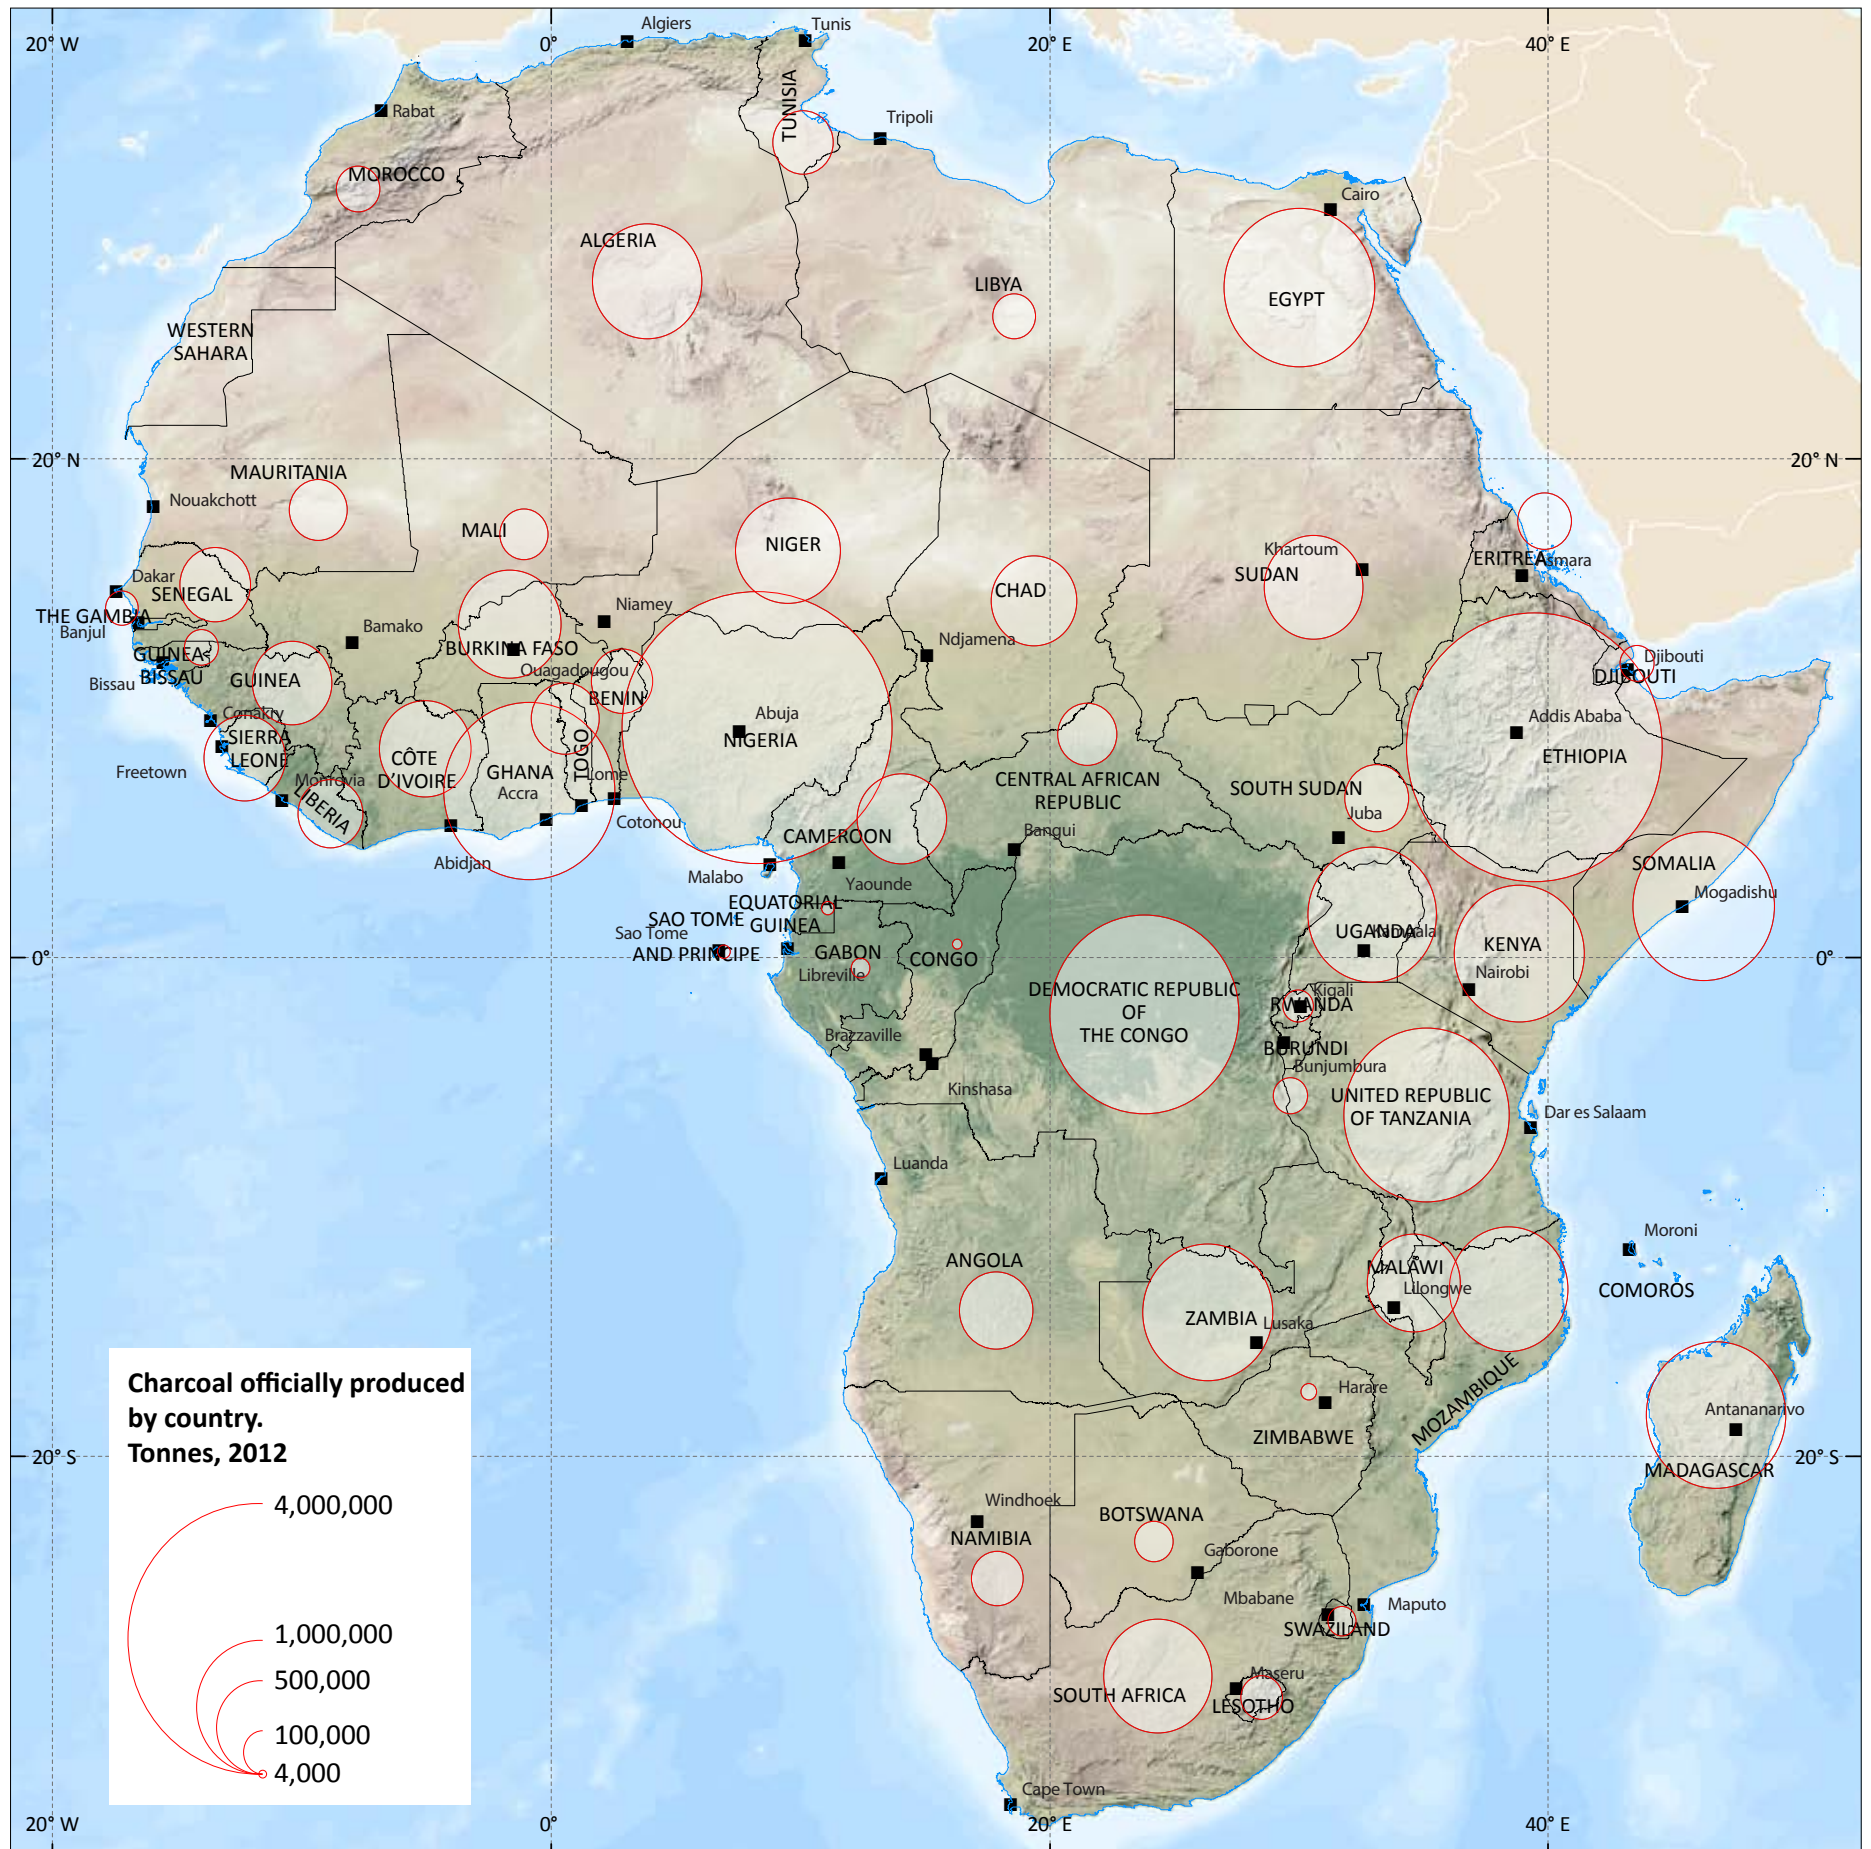 20° W
0°
20° E
40° E
Algiers
Tunis
Rabat
TUNISIA
Tripoli
MOROCCO
Cairo
ALGERIA
LIBYA
EGYPT
WESTERN
SAHARA
20° N
20° N
MAURITANIA
Nouakchott
MALI
NIGER
Khartoum
SUDAN
ERITREA
Asmara
Dakar
SENEGAL
CHAD
THE GAMBIA
Banjul
Niamey
Bamako
BURKINA FASO
Ouagadougou
Ndjamena
GUINEA-
BISSAU
Bissau
GUINEA
BENIN
Djibouti
DJIBOUTI
Conakry
SIERRA
LEONE
Freetown
Abuja
NIGERIA
Addis Ababa
ETHIOPIA
CÔTE
D'IVOIRE
GHANA
Accra
TOGO
Lome
Monrovia
LIBERIA
CENTRAL AFRICAN
REPUBLIC
SOUTH SUDAN
Juba
Cotonou
CAMEROON
Bangui
Abidjan
Malabo
Yaounde
SOMALIA
Mogadishu
EQUATORIAL
GUINEA
SAO TOME
AND PRINCIPE
Sao Tome
GABON
Libreville
CONGO
UGANDA
Kampala
KENYA
Nairobi
0°
0°
DEMOCRATIC REPUBLIC
OF
THE CONGO
Kigali
RWANDA
Brazzaville
BURUNDI
Bunjumbura
Kinshasa
UNITED REPUBLIC
OF TANZANIA
Dar es Salaam
Luanda
Moroni
COMOROS
ANGOLA
MALAWI
Lilongwe
ZAMBIA
Lusaka
MOZAMBIQUE
Harare
ZIMBABWE
Antananarivo
MADAGASCAR
20° S
20° S
Windhoek
NAMIBIA
BOTSWANA
Gaborone
Mbabane
Maputo
SWAZILAND
Maseru
LESOTHO
SOUTH AFRICA
Cape Town
Charcoal officially produced
by country.
Tonnes, 2012
4,000,000
1,000,000
500,000
100,000
4,000
20° W
0°
20° E
40° E